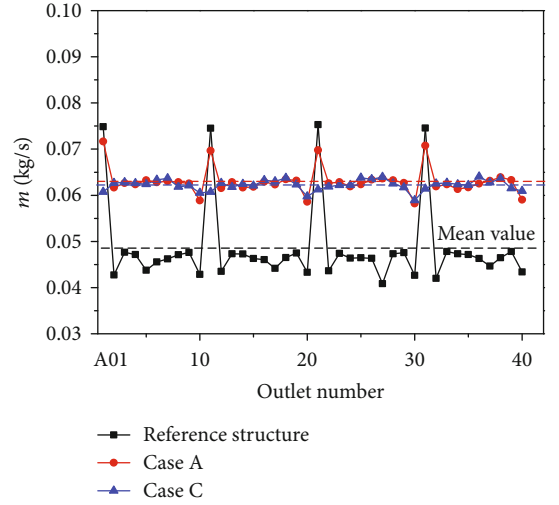 0.10
0.09
0.08
0.07
0.06
0.05
0.04
0.03
m (kg/s)
Mean value
A01 10 20 30 40
Outlet number
Reference structure
Case A
Case C